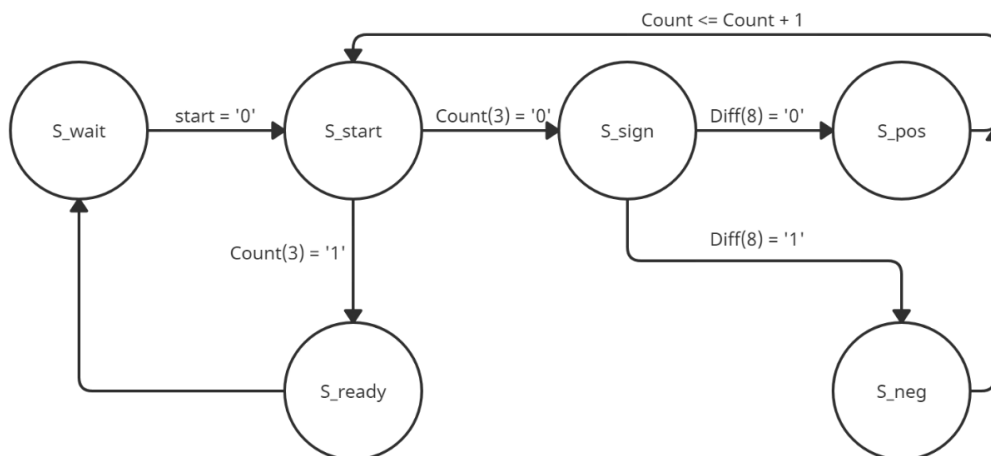 Count <= Count + 1
S_wait
start = '0'
S_start
Count(3) = '0'
S_sign
Diff(8) = '0'
S_pos
Count(3) = '1'
Diff(8) = '1'
S_ready
S_neg